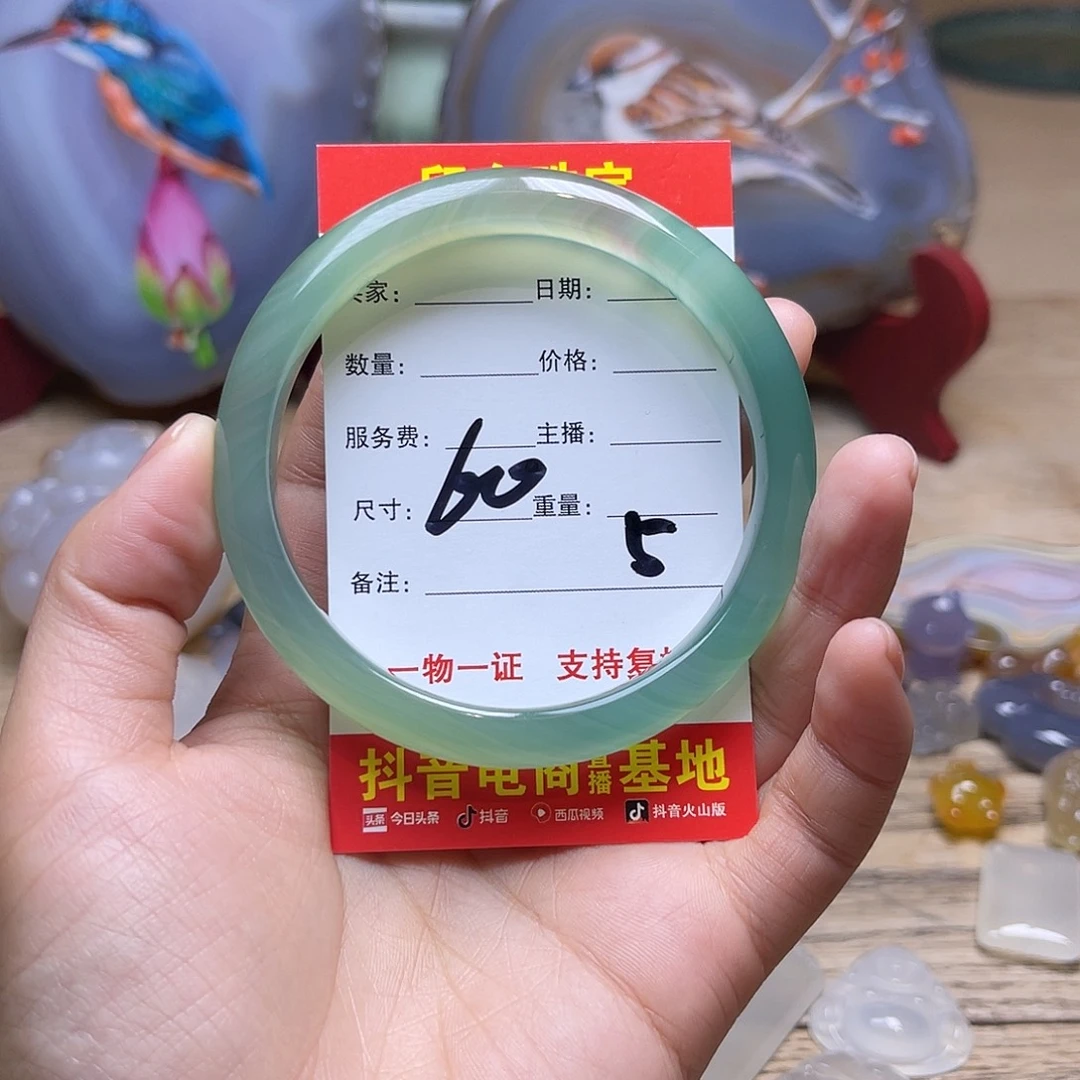 家： 日期：
数量： 价格：
服务费： 主播：
尺寸： 60 重量： 5
备注：
一物一证 支持复
抖音电商直播基地
头条 今日头条 抖音 西瓜视频 抖音火山版